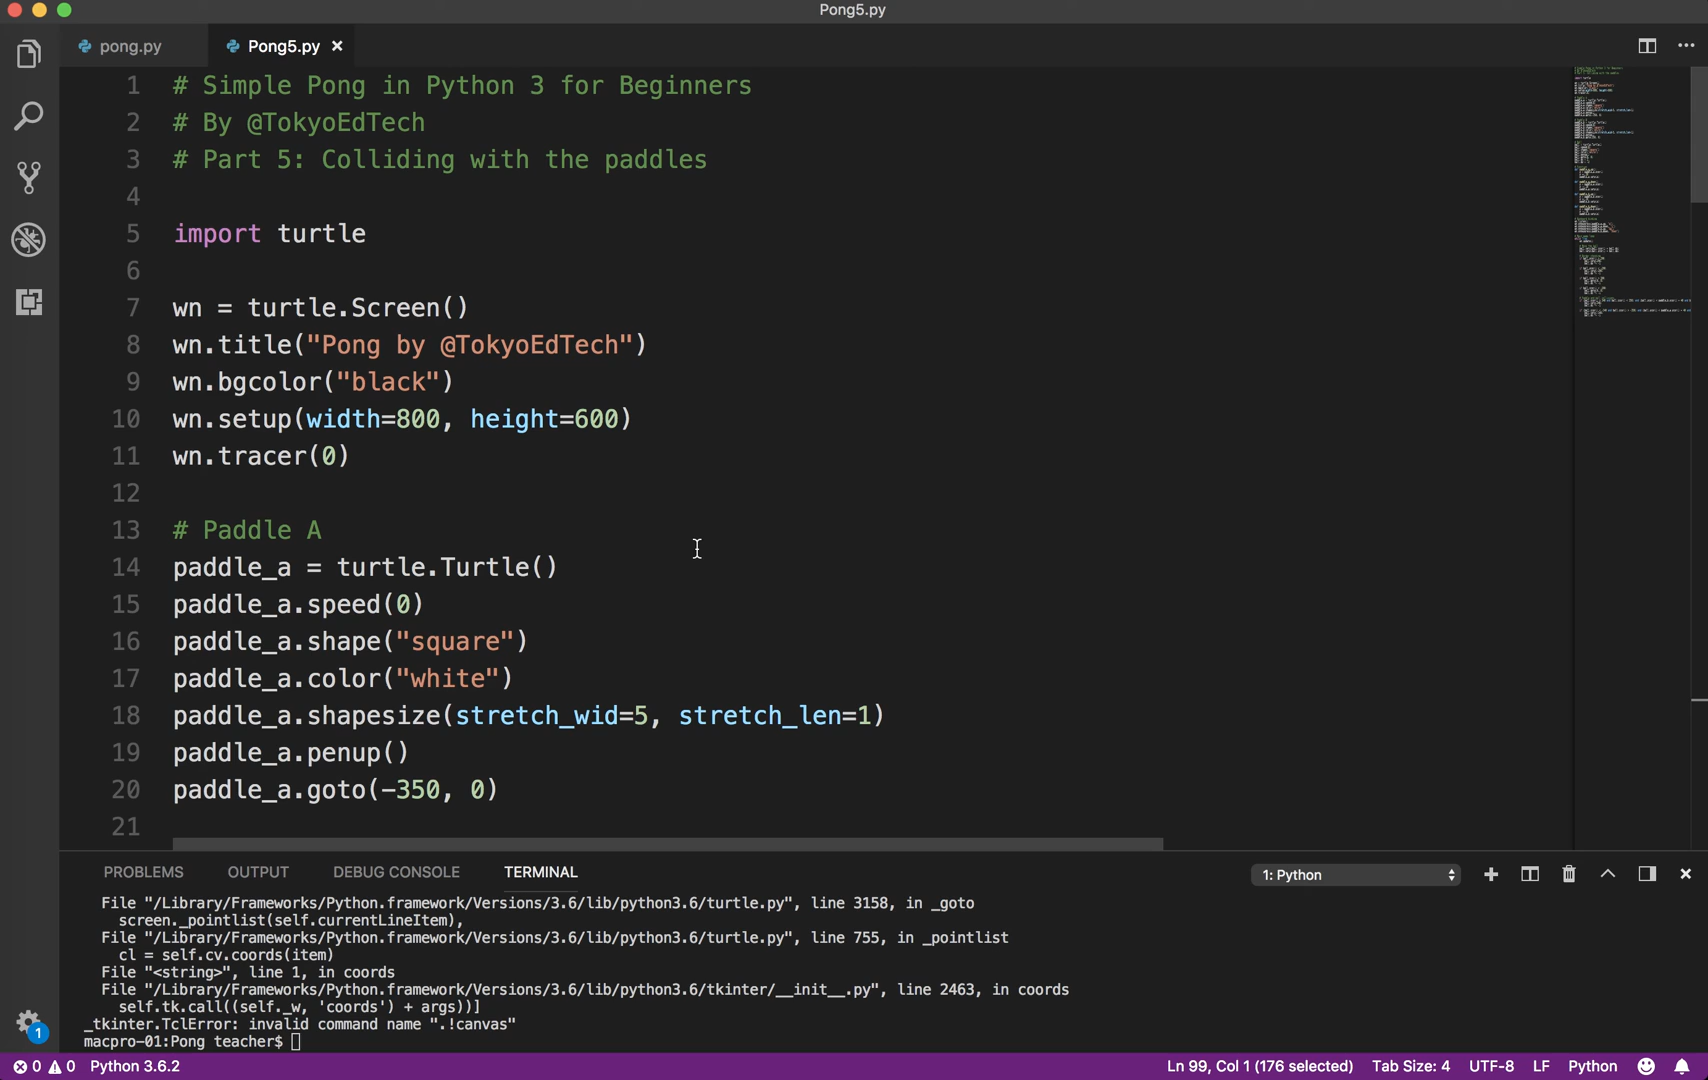 Pong5.py
pong.py
Pong5.py
1 # Simple Pong in Python 3 for Beginners
2 # By @TokyoEdTech
3 # Part 5: Colliding with the paddles
4
5 import turtle
6
7 wn = turtle.Screen()
8 wn.title("Pong by @TokyoEdTech")
9 wn.bgcolor("black")
10 wn.setup(width=800, height=600)
11 wn.tracer(0)
12
13 # Paddle A
14 paddle_a = turtle.Turtle()
15 paddle_a.speed(0)
16 paddle_a.shape("square")
17 paddle_a.color("white")
18 paddle_a.shapesize(stretch_wid=5, stretch_len=1)
19 paddle_a.penup()
20 paddle_a.goto(-350, 0)
21
PROBLEMS OUTPUT DEBUG CONSOLE TERMINAL 1: Python
File "/Library/Frameworks/Python.framework/Versions/3.6/lib/python3.6/turtle.py", line 3158, in _goto
screen._pointlist(self.currentLineItem),
File "/Library/Frameworks/Python.framework/Versions/3.6/lib/python3.6/turtle.py", line 755, in _pointlist
cl = self.cv.coords(item)
File "<string>", line 1, in coords
File "/Library/Frameworks/Python.framework/Versions/3.6/lib/python3.6/tkinter/__init__.py", line 2463, in coords
self.tk.call((self._w, 'coords') + args))]
_tkinter.TclError: invalid command name ".!canvas"
macpro-01:Pong teacher$
1
0 0 Python 3.6.2 Ln 99, Col 1 (176 selected) Tab Size: 4 UTF-8 LF Python